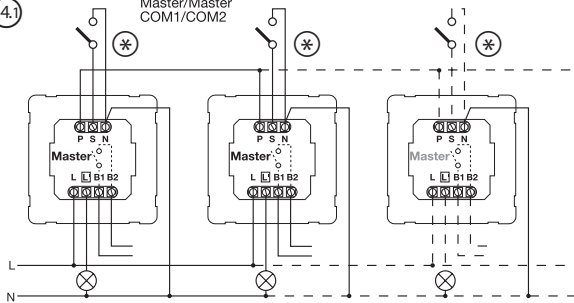 4.1
Master/Master
COM1/COM2
*
*
*
P S N
P S N
P S N
Master
Master
Master
L L' B1 B2
L L' B1 B2
L L' B1 B2
L
N